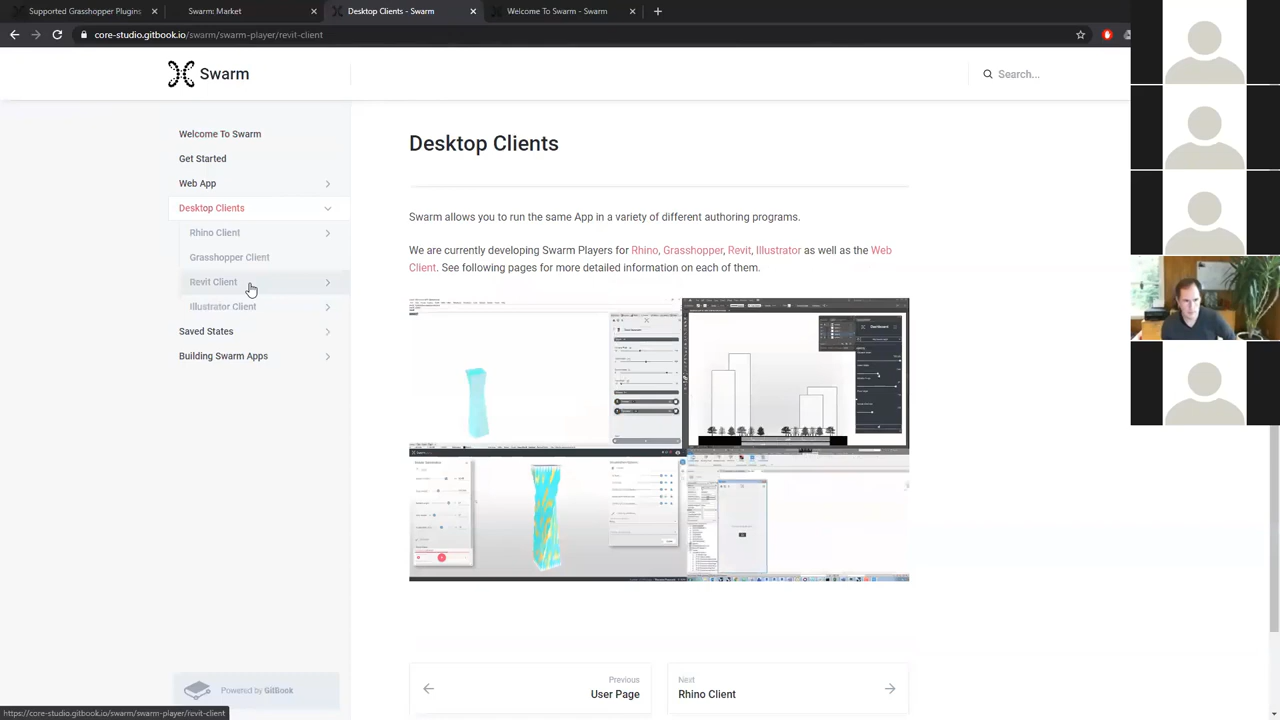 Supported Grasshopper Plugins
Swarm: Market
Desktop Clients - Swarm
Welcome To Swarm - Swarm
core-studio.gitbook.io/swarm/swarm-player/revit-client
Swarm
Search...
Welcome To Swarm
Get Started
Web App
Desktop Clients
Rhino Client
Grasshopper Client
Revit Client
Illustrator Client
Saved States
Building Swarm Apps
Desktop Clients
Swarm allows you to run the same App in a variety of different authoring programs.
We are currently developing Swarm Players for Rhino, Grasshopper, Revit, Illustrator as well as the Web
Client. See following pages for more detailed information on each of them.
Dashboard
Previous
User Page
Next
Rhino Client
Powered by GitBook
https://core-studio.gitbook.io/swarm/swarm-player/revit-client